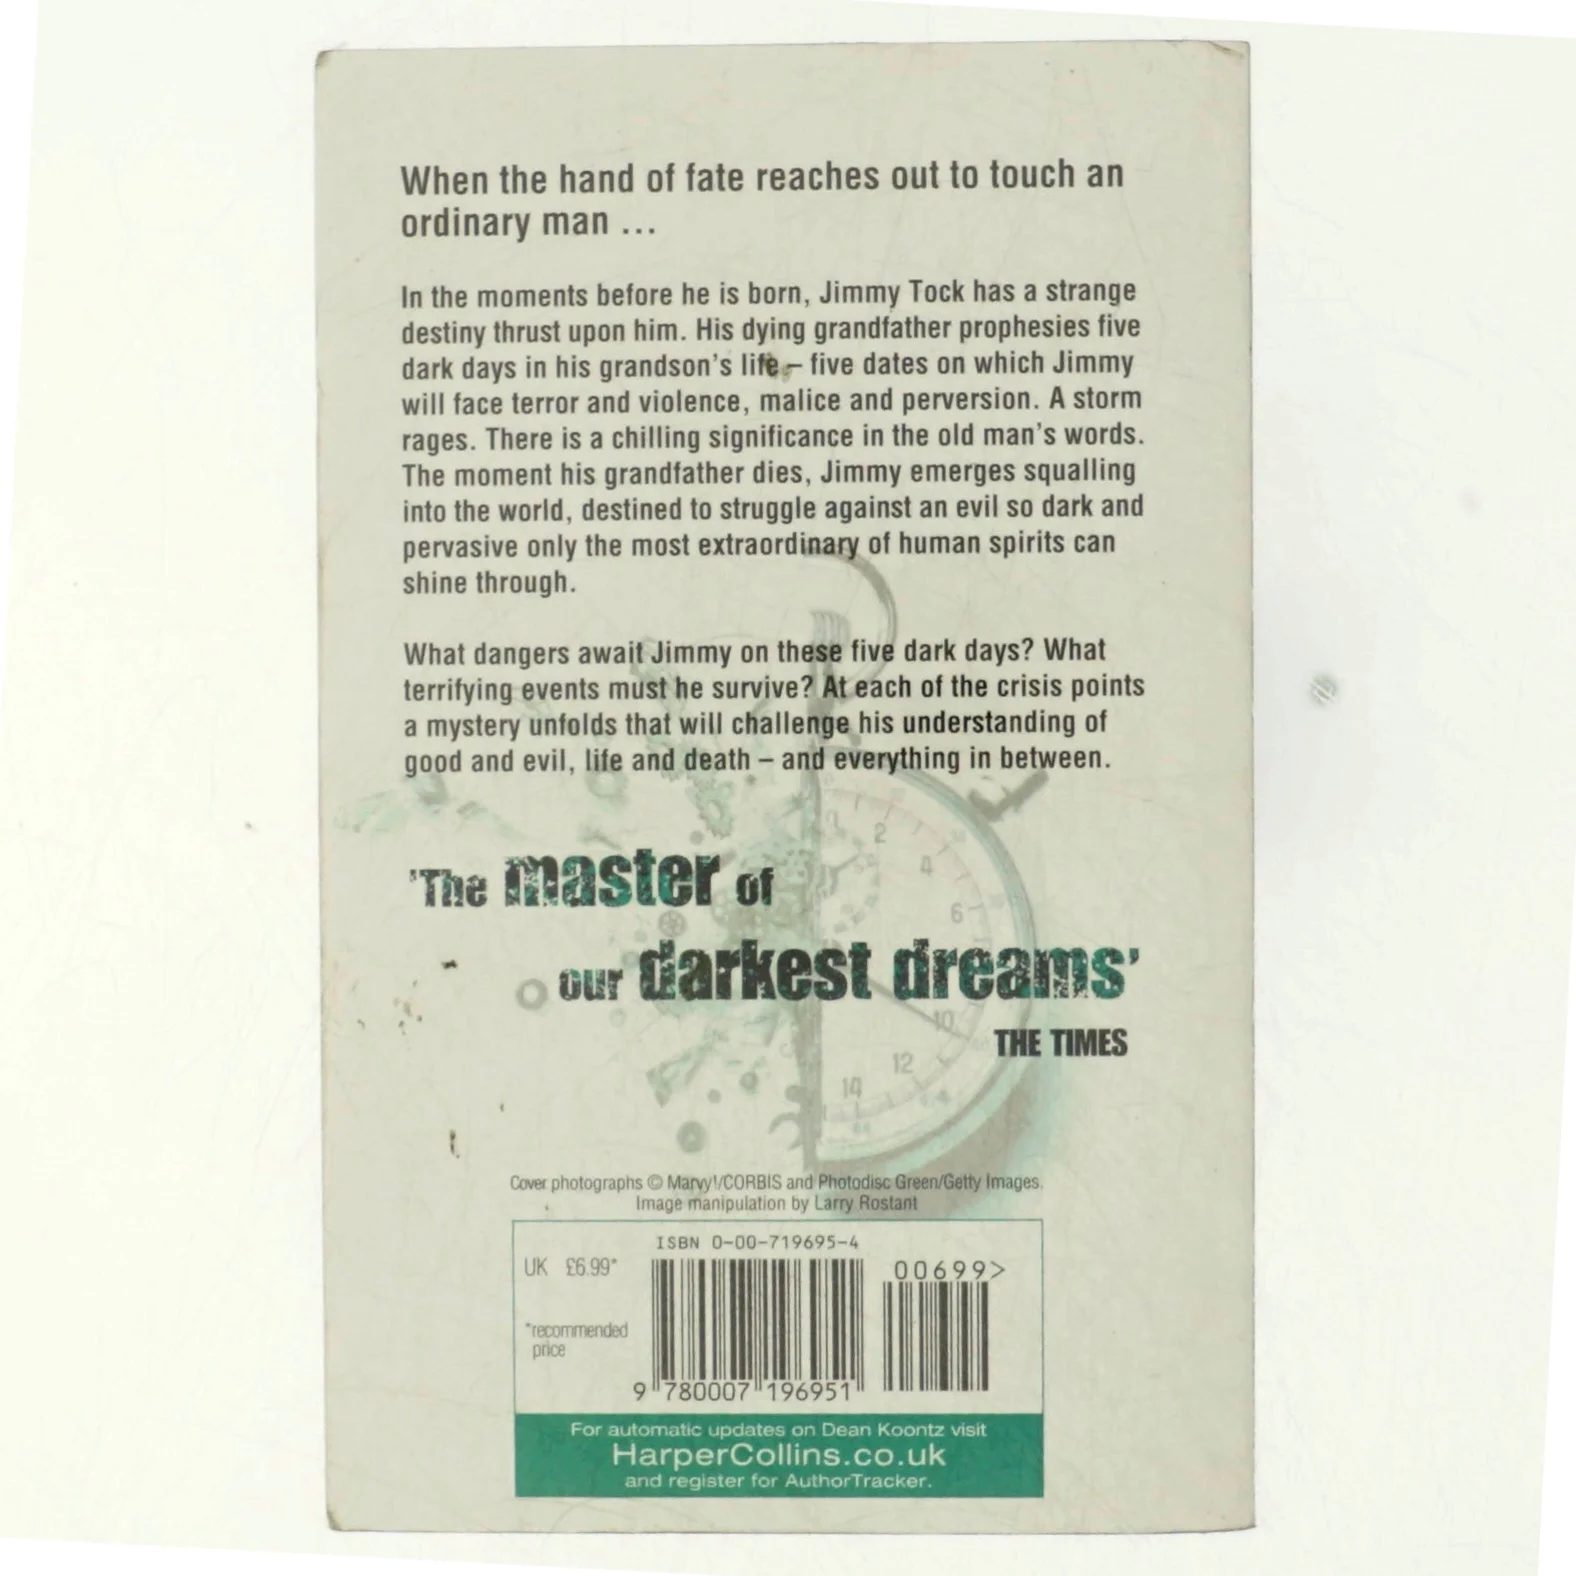 When the hand of fate reaches out to touch an
ordinary man ...
In the moments before he is born, Jimmy Tock has a strange
destiny thrust upon him. His dying grandfather prophesies five
dark days in his grandson's life – five dates on which Jimmy
will face terror and violence, malice and perversion. A storm
rages. There is a chilling significance in the old man's words.
The moment his grandfather dies, Jimmy emerges squalling
into the world, destined to struggle against an evil so dark and
pervasive only the most extraordinary of human spirits can
shine through.
What dangers await Jimmy on these five dark days? What
terrifying events must he survive? At each of the crisis points
a mystery unfolds that will challenge his understanding of
good and evil, life and death – and everything in between.
2
4
6
'The master of
our darkest dreams'
10
THE TIMES
12
14
Cover photographs © Marvy!/CORBIS and Photodisc Green/Getty Images.
Image manipulation by Larry Rostant
ISBN 0-00-719695-4
UK £6.99*
00699>
*recommended
price
9 780007 196951
For automatic updates on Dean Koontz visit
HarperCollins.co.uk
and register for AuthorTracker.